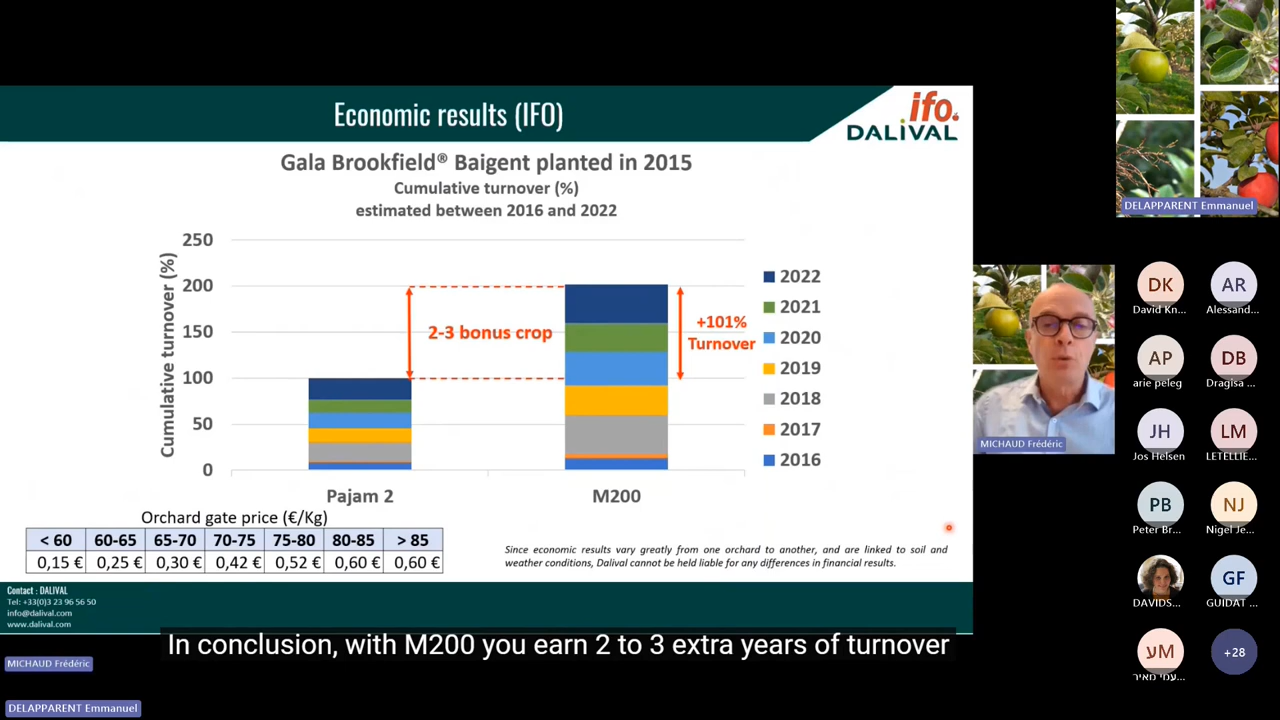 Economic results (IFO)
ifo.
DALIVAL
Gala Brookfield® Baigent planted in 2015
Cumulative turnover (%)
estimated between 2016 and 2022
Cumulative turnover (%)
250
200
150
100
50
0
2-3 bonus crop
+101%
Turnover
2022
2021
2020
2019
2018
2017
2016
Pajam 2
M200
Orchard gate price (€/Kg)
< 60 60-65 65-70 70-75 75-80 80-85 > 85
0,15 € 0,25 € 0,30 € 0,42 € 0,52 € 0,60 € 0,60 €
Since economic results vary greatly from one orchard to another, and are linked to soil and
weather conditions, Dalival cannot be held liable for any differences in financial results.
Contact : DALIVAL
Tel: +33(0)3 23 96 56 50
info@dalival.com
www.dalival.com
In conclusion, with M200 you earn 2 to 3 extra years of turnover
MICHAUD Frédéric
DELAPPARENT Emmanuel
DELAPPARENT Emmanuel
MICHAUD Frédéric
DK
David Kn...
AR
Alessand...
AP
arie peleg
DB
Dragisa ...
JH
Jos Helsen
LM
LETELLIE...
PB
Peter Br...
NJ
Nigel Je...
DAVIDS...
GF
GUIDAT ...
עM
עמי מאיר
+28